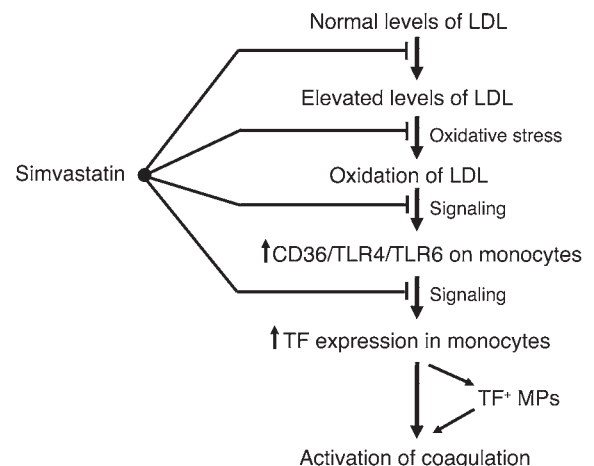 Normal levels of LDL
Elevated levels of LDL
Oxidative stress
Simvastatin
Oxidation of LDL
Signaling
↑CD36/TLR4/TLR6 on monocytes
Signaling
↑TF expression in monocytes
TF⁺ MPs
Activation of coagulation